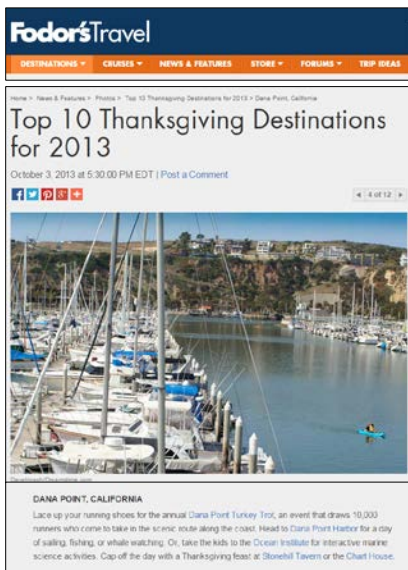 Fodor'sTravel
DESTINATIONS CRUISES NEWS & FEATURES STORE FORUMS TRIP IDEAS
Home > News & Features > Photos > Top 10 Thanksgiving Destinations for 2013 > Dana Point, California
Top 10 Thanksgiving Destinations
for 2013
October 3, 2013 at 5:30:00 PM EDT | Post a Comment
4 of 12
DANA POINT, CALIFORNIA
Lace up your running shoes for the annual Dana Point Turkey Trot, an event that draws 10,000
runners who come to take in the scenic route along the coast. Head to Dana Point Harbor for a day
of sailing, fishing, or whale watching. Or, take the kids to the Ocean Institute for interactive marine
science activities. Cap off the day with a Thanksgiving feast at Stonehill Tavern or the Chart House.